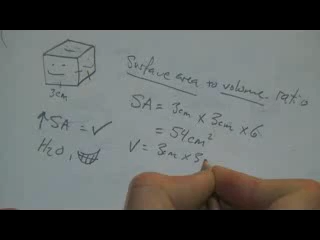 Surface area to volume ratio
3cm
SA = 3cm x 3cm x 6
= 54cm²
V = 3cm x 3
↑SA = ✓
H₂O,